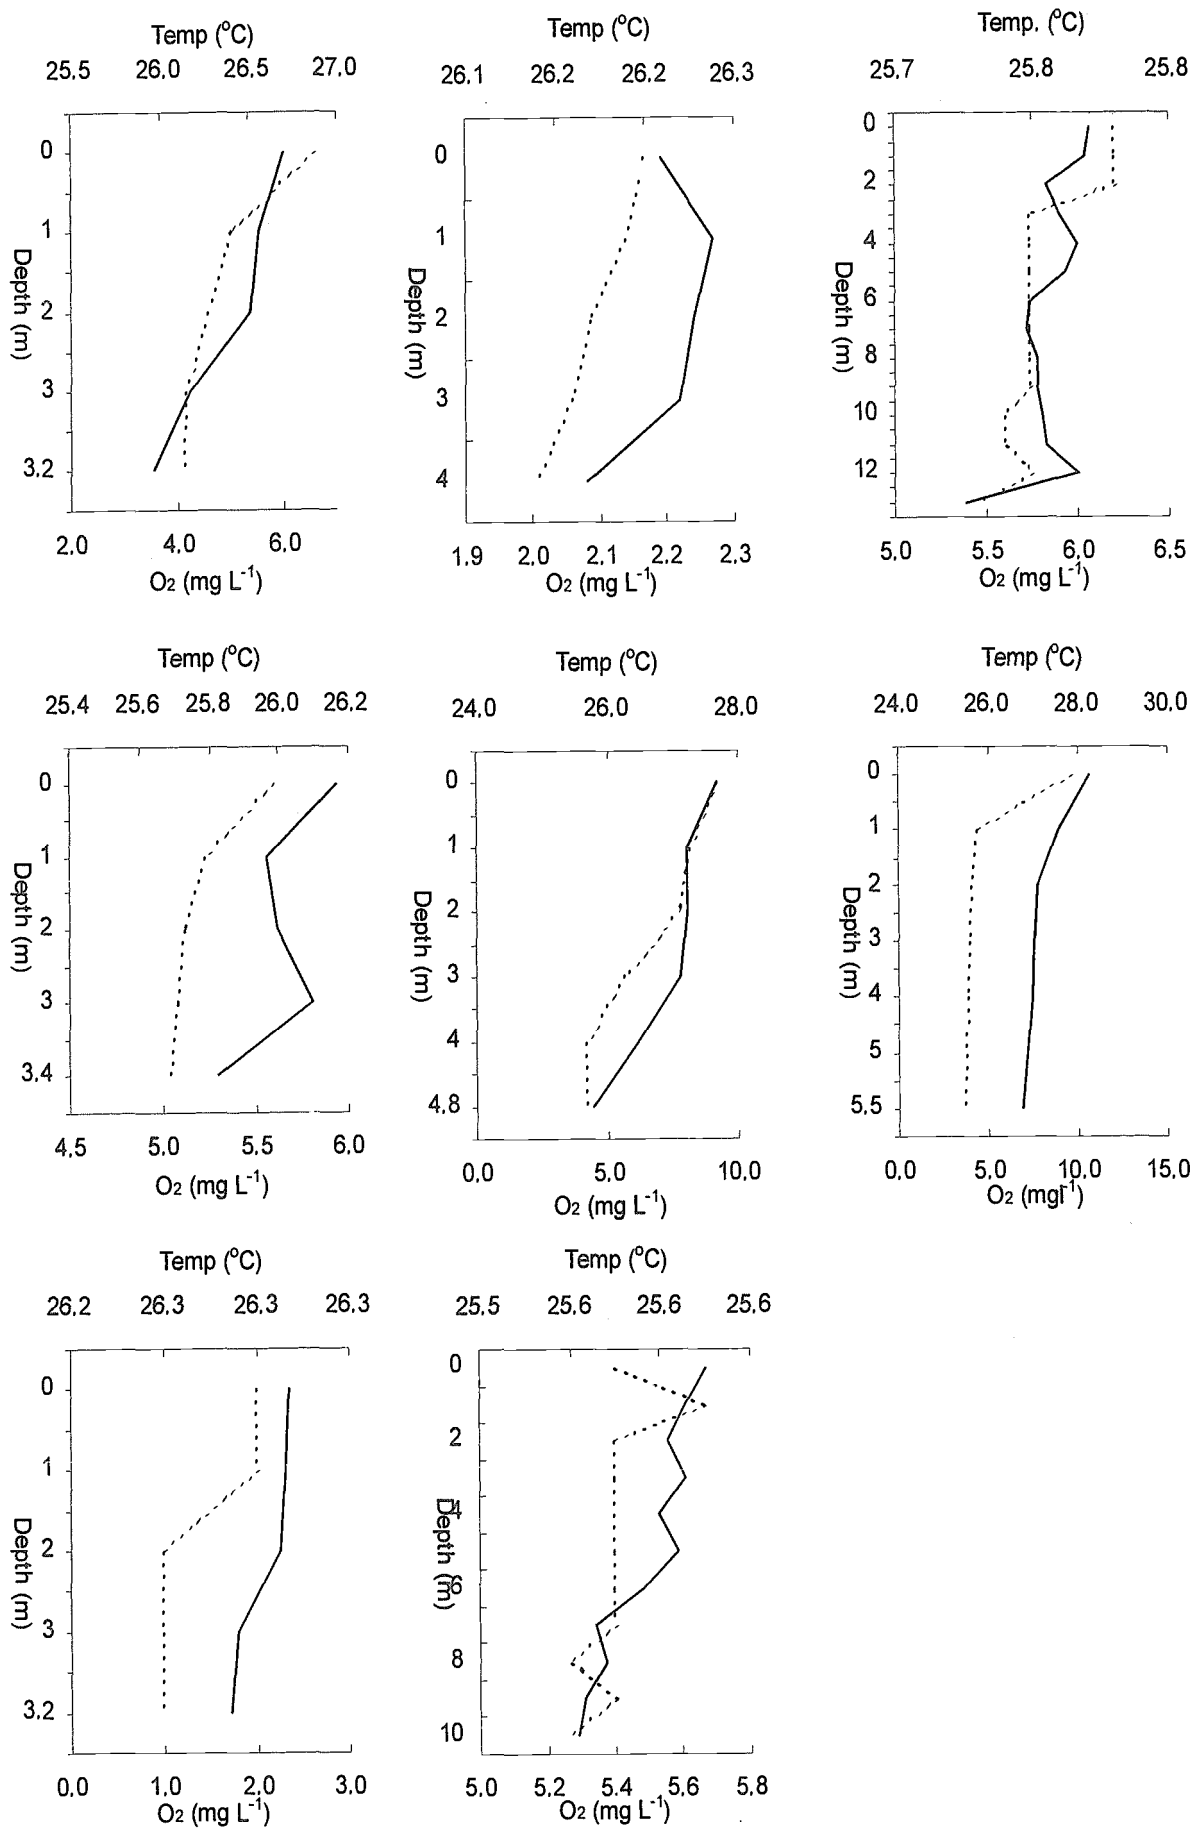 Temp (°C)
25.5 26.0 26.5 27.0
0
1
2
3
3.2
Depth (m)
2.0 4.0 6.0
O2 (mg L-1)
Temp (°C)
26.1 26.2 26.2 26.3
0
1
2
3
4
Depth (m)
1.9 2.0 2.1 2.2 2.3
O2 (mg L-1)
Temp. (°C)
25.7 25.8 25.8
0
2
4
6
8
10
12
Depth (m)
5.0 5.5 6.0 6.5
O2 (mg L-1)
Temp (°C)
25.4 25.6 25.8 26.0 26.2
0
1
2
3
3.4
Depth (m)
4.5 5.0 5.5 6.0
O2 (mg L-1)
Temp (°C)
24.0 26.0 28.0
0
1
2
3
4
4.8
Depth (m)
0.0 5.0 10.0
O2 (mg L-1)
Temp (°C)
24.0 26.0 28.0 30.0
0
1
2
3
4
5
5.5
Depth (m)
0.0 5.0 10.0 15.0
O2 (mgl-1)
Temp (°C)
26.2 26.3 26.3 26.3
0
1
2
3
3.2
Depth (m)
0.0 1.0 2.0 3.0
O2 (mg L-1)
Temp (°C)
25.5 25.6 25.6 25.6
0
2
4
6
8
10
Depth (m)
5.0 5.2 5.4 5.6 5.8
O2 (mg L-1)